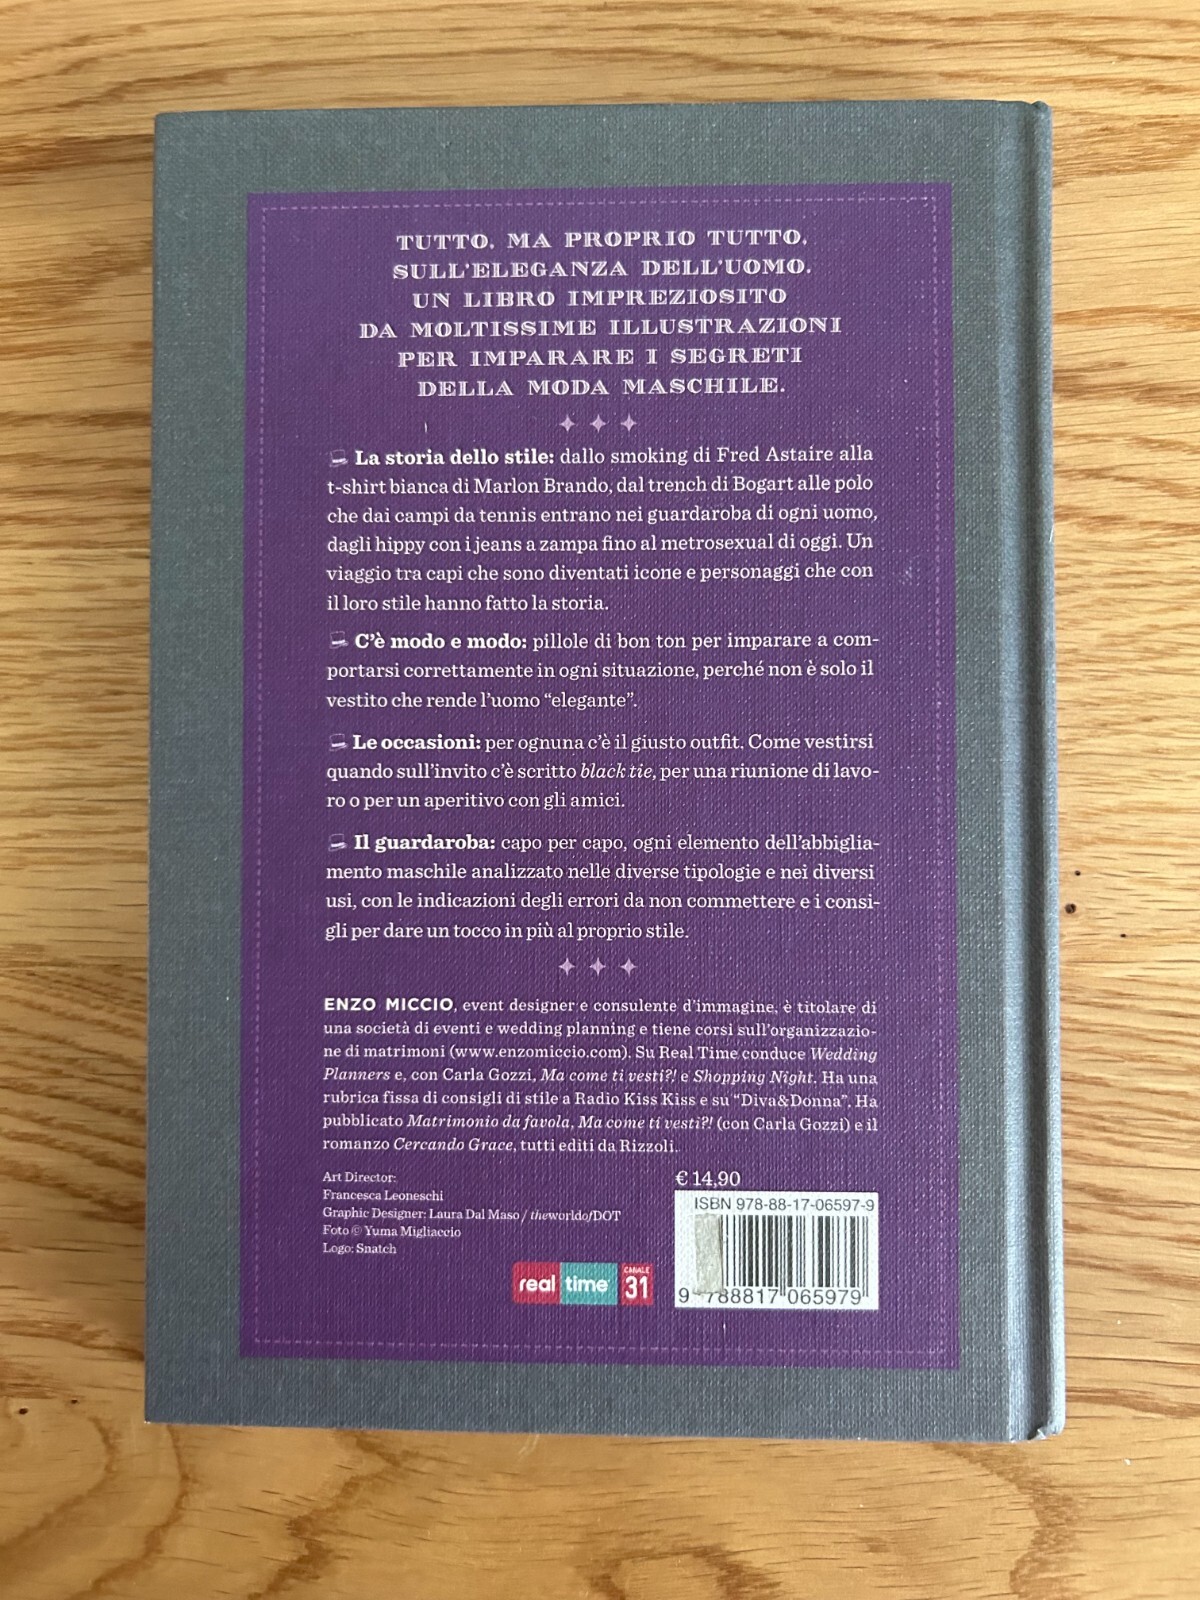 TUTTO, MA PROPRIO TUTTO,
SULL'ELEGANZA DELL'UOMO.
UN LIBRO IMPREZIOSITO
DA MOLTISSIME ILLUSTRAZIONI
PER IMPARARE I SEGRETI
DELLA MODA MASCHILE.
La storia dello stile: dallo smoking di Fred Astaire alla
t-shirt bianca di Marlon Brando, dal trench di Bogart alle polo
che dai campi da tennis entrano nei guardaroba di ogni uomo,
dagli hippy con i jeans a zampa fino al metrosexual di oggi. Un
viaggio tra capi che sono diventati icone e personaggi che con
il loro stile hanno fatto la storia.
C'è modo e modo: pillole di bon ton per imparare a com-
portarsi correttamente in ogni situazione, perché non è solo il
vestito che rende l'uomo “elegante”.
Le occasioni: per ognuna c'è il giusto outfit. Come vestirsi
quando sull'invito c'è scritto black tie, per una riunione di lavo-
ro o per un aperitivo con gli amici.
Il guardaroba: capo per capo, ogni elemento dell'abbiglia-
mento maschile analizzato nelle diverse tipologie e nei diversi
usi, con le indicazioni degli errori da non commettere e i consi-
gli per dare un tocco in più al proprio stile.
ENZO MICCIO, event designer e consulente d'immagine, è titolare di
una società di eventi e wedding planning e tiene corsi sull'organizzazio-
ne di matrimoni (www.enzomiccio.com). Su Real Time conduce Wedding
Planners e, con Carla Gozzi, Ma come ti vesti?! e Shopping Night. Ha una
rubrica fissa di consigli di stile a Radio Kiss Kiss e su “Diva&Donna”. Ha
pubblicato Matrimonio da favola, Ma come ti vesti?! (con Carla Gozzi) e il
romanzo Cercando Grace, tutti editi da Rizzoli.
Art Director:
Francesca Leoneschi
Graphic Designer: Laura Dal Maso / theworldofDOT
Foto © Yuma Migliaccio
Logo: Snatch
€ 14,90
ISBN 978-88-17-06597-9
9 788817 065979
real time CANALE 31